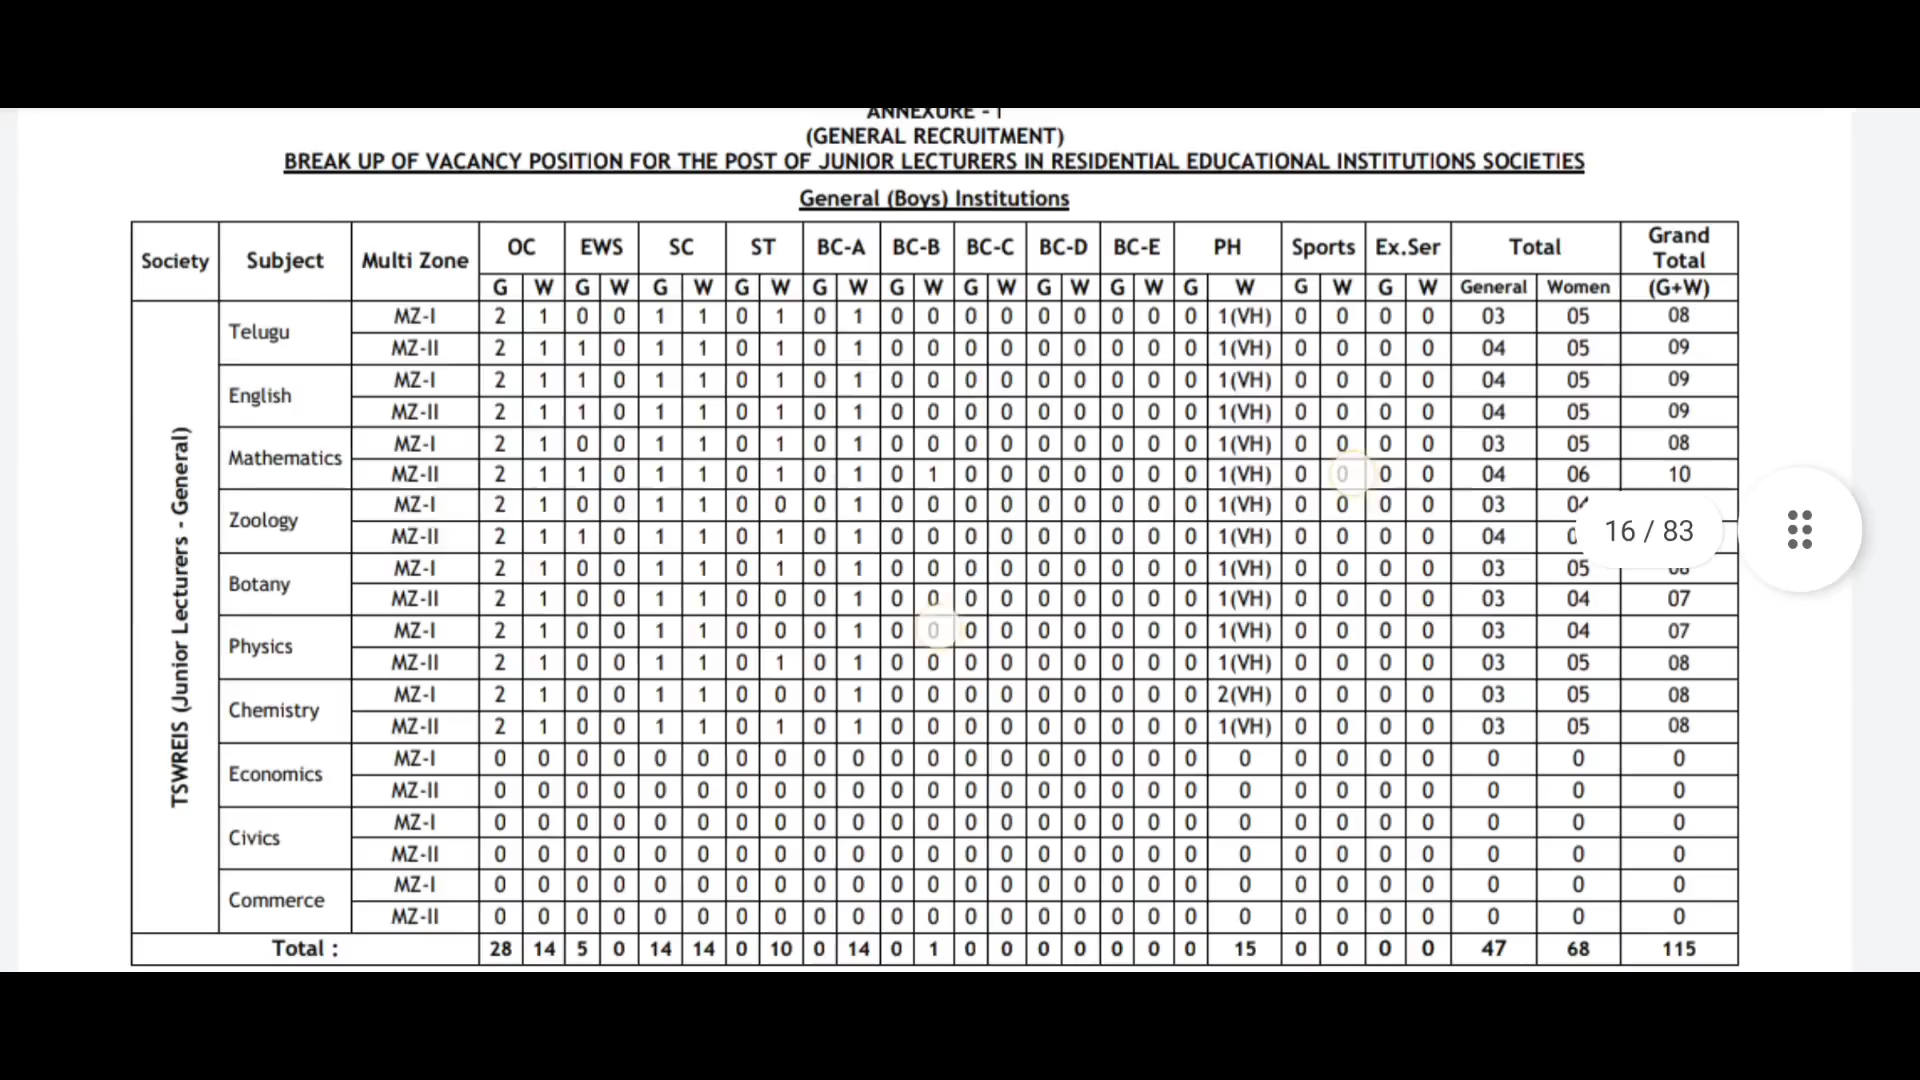 ANNEXURE - I
(GENERAL RECRUITMENT)
BREAK UP OF VACANCY POSITION FOR THE POST OF JUNIOR LECTURERS IN RESIDENTIAL EDUCATIONAL INSTITUTIONS SOCIETIES
General (Boys) Institutions
Society Subject Multi Zone OC EWS SC ST BC-A BC-B BC-C BC-D BC-E PH Sports Ex.Ser Total Grand Total
G W G W G W G W G W G W G W G W G W G W G W G W General Women (G+W)
TSWREIS (Junior Lecturers - General)
Telugu MZ-I 2 1 0 0 1 1 0 1 0 1 0 0 0 0 0 0 0 0 0 1(VH) 0 0 0 0 03 05 08
MZ-II 2 1 1 0 1 1 0 1 0 1 0 0 0 0 0 0 0 0 0 1(VH) 0 0 0 0 04 05 09
English MZ-I 2 1 1 0 1 1 0 1 0 1 0 0 0 0 0 0 0 0 0 1(VH) 0 0 0 0 04 05 09
MZ-II 2 1 1 0 1 1 0 1 0 1 0 0 0 0 0 0 0 0 0 1(VH) 0 0 0 0 04 05 09
Mathematics MZ-I 2 1 0 0 1 1 0 1 0 1 0 0 0 0 0 0 0 0 0 1(VH) 0 0 0 0 03 05 08
MZ-II 2 1 1 0 1 1 0 1 0 1 0 1 0 0 0 0 0 0 0 1(VH) 0 0 0 0 04 06 10
Zoology MZ-I 2 1 0 0 1 1 0 0 0 1 0 0 0 0 0 0 0 0 0 1(VH) 0 0 0 0 03
MZ-II 2 1 1 0 1 1 0 1 0 1 0 0 0 0 0 0 0 0 0 1(VH) 0 0 0 0 04
16 / 83
Botany MZ-I 2 1 0 0 1 1 0 1 0 1 0 0 0 0 0 0 0 0 0 1(VH) 0 0 0 0 03 05
MZ-II 2 1 0 0 1 1 0 0 0 1 0 0 0 0 0 0 0 0 0 1(VH) 0 0 0 0 03 04 07
Physics MZ-I 2 1 0 0 1 1 0 0 0 1 0 0 0 0 0 0 0 0 0 1(VH) 0 0 0 0 03 04 07
MZ-II 2 1 0 0 1 1 0 1 0 1 0 0 0 0 0 0 0 0 0 1(VH) 0 0 0 0 03 05 08
Chemistry MZ-I 2 1 0 0 1 1 0 0 0 1 0 0 0 0 0 0 0 0 0 2(VH) 0 0 0 0 03 05 08
MZ-II 2 1 0 0 1 1 0 1 0 1 0 0 0 0 0 0 0 0 0 1(VH) 0 0 0 0 03 05 08
Economics MZ-I 0 0 0 0 0 0 0 0 0 0 0 0 0 0 0 0 0 0 0 0 0 0 0 0 0 0 0
MZ-II 0 0 0 0 0 0 0 0 0 0 0 0 0 0 0 0 0 0 0 0 0 0 0 0 0 0 0
Civics MZ-I 0 0 0 0 0 0 0 0 0 0 0 0 0 0 0 0 0 0 0 0 0 0 0 0 0 0 0
MZ-II 0 0 0 0 0 0 0 0 0 0 0 0 0 0 0 0 0 0 0 0 0 0 0 0 0 0 0
Commerce MZ-I 0 0 0 0 0 0 0 0 0 0 0 0 0 0 0 0 0 0 0 0 0 0 0 0 0 0 0
MZ-II 0 0 0 0 0 0 0 0 0 0 0 0 0 0 0 0 0 0 0 0 0 0 0 0 0 0 0
Total : 28 14 5 0 14 14 0 10 0 14 0 1 0 0 0 0 0 0 0 15 0 0 0 0 47 68 115